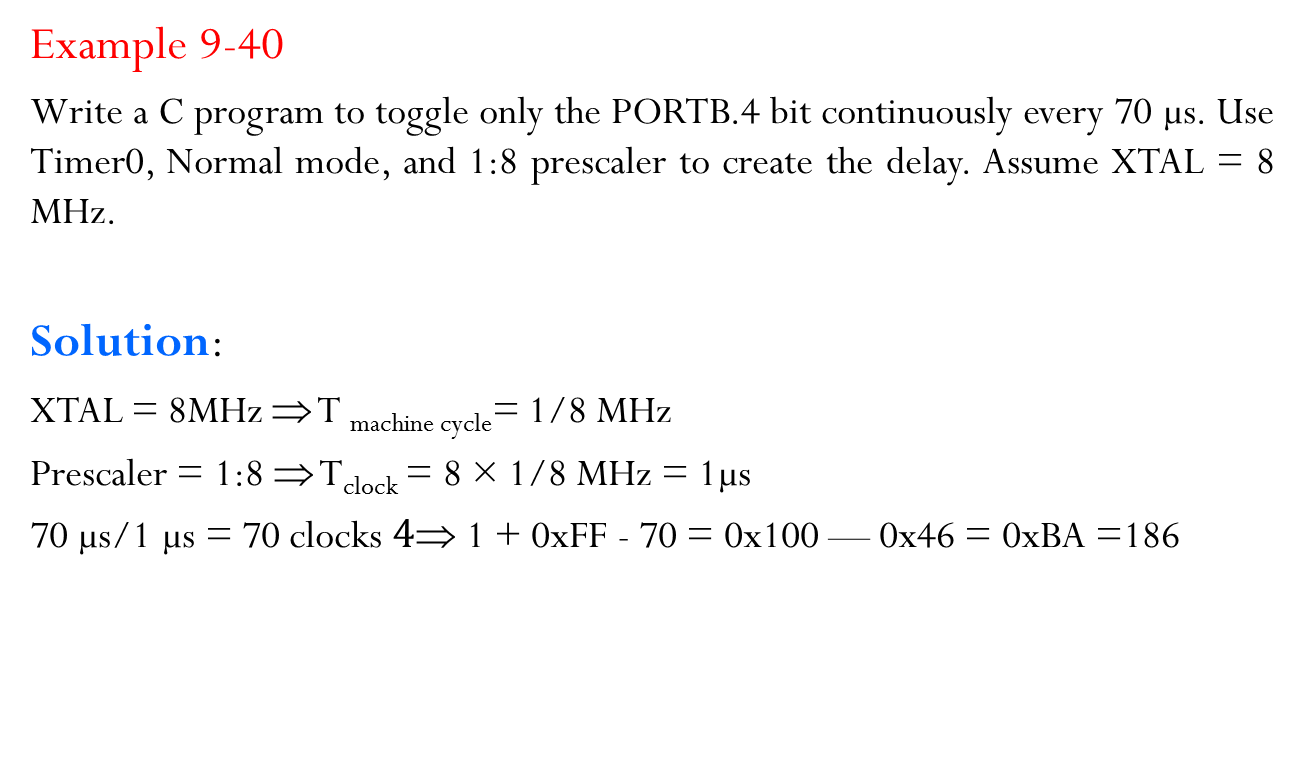 Example 9-40
Write a C program to toggle only the PORTB.4 bit continuously every 70 µs. Use
Timer0, Normal mode, and 1:8 prescaler to create the delay. Assume XTAL = 8
MHz.
Solution:
XTAL = 8MHz ⇒ T machine cycle = 1/8 MHz
Prescaler = 1:8 ⇒ Tclock = 8 × 1/8 MHz = 1µs
70 µs/1 µs = 70 clocks 4⇒ 1 + 0xFF - 70 = 0x100 — 0x46 = 0xBA =186